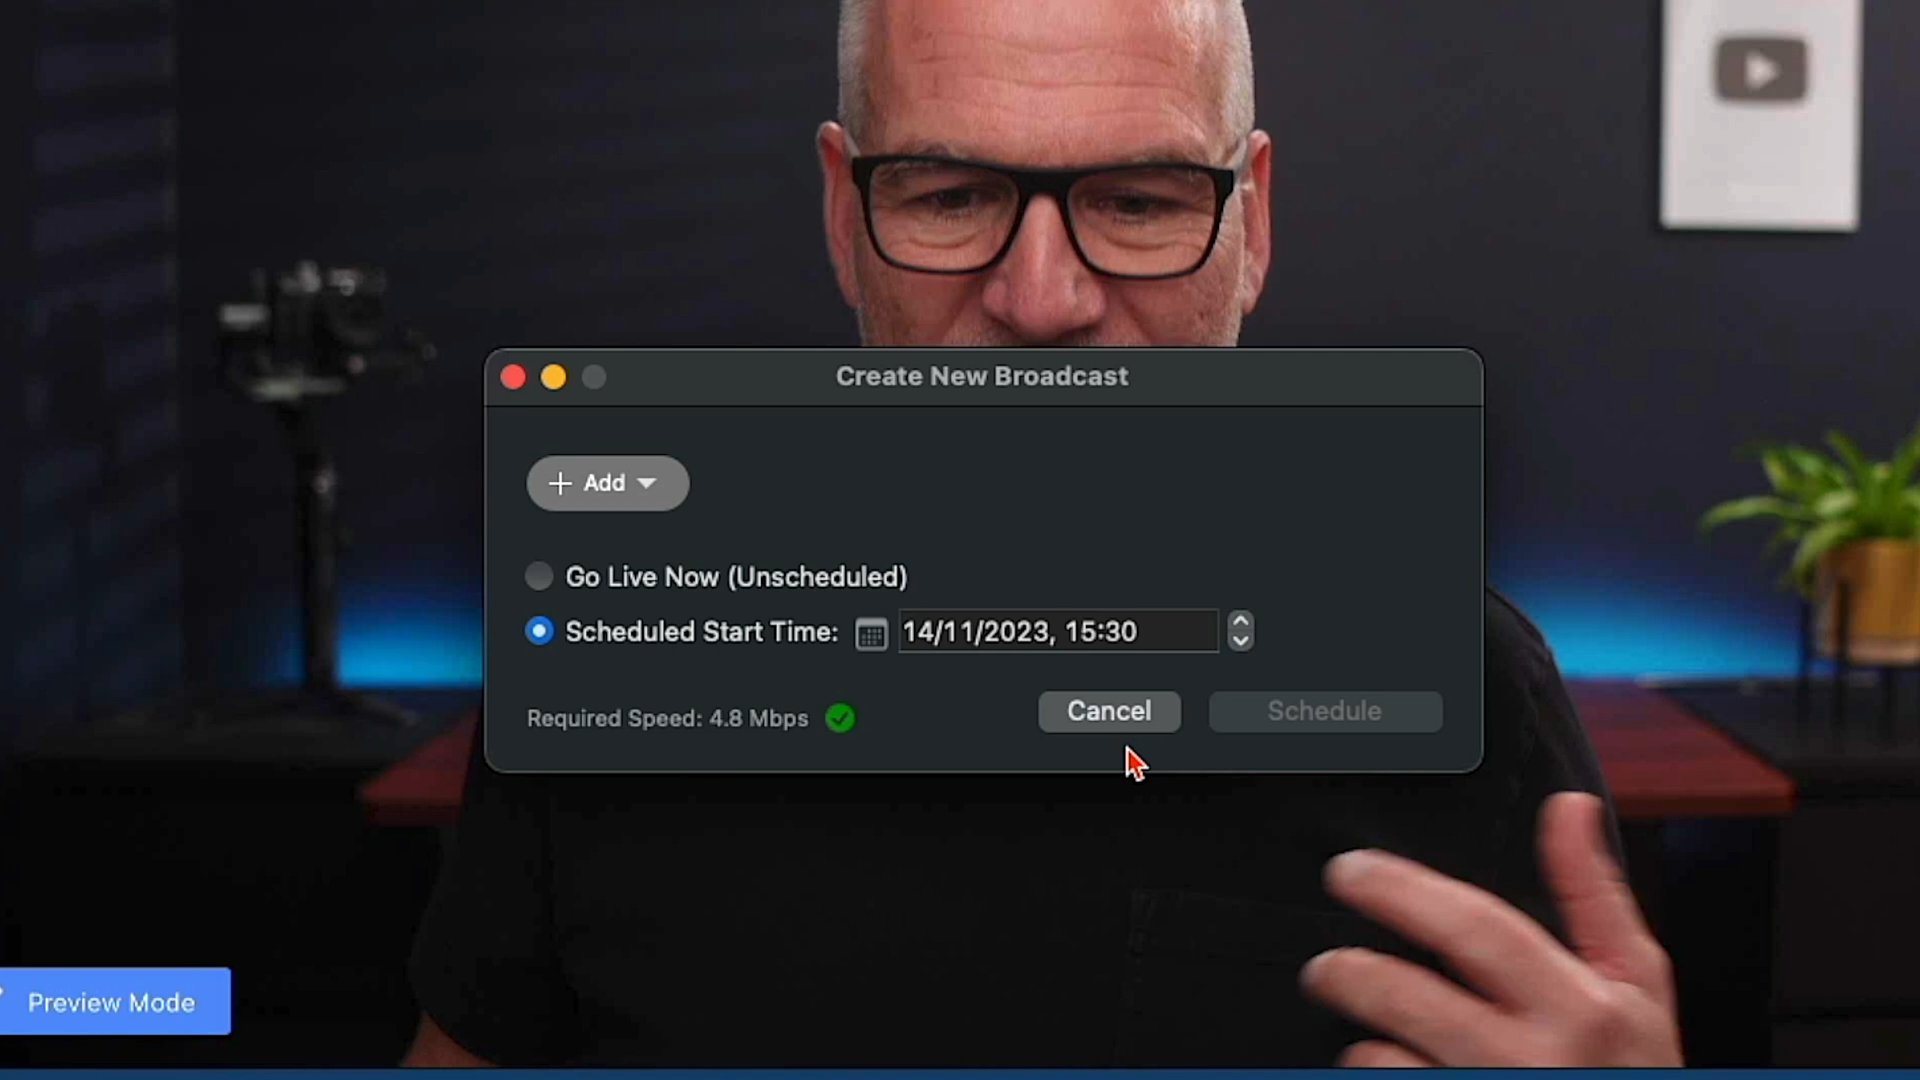 Create New Broadcast
Add
Go Live Now (Unscheduled)
Scheduled Start Time: 14/11/2023, 15:30
Required Speed: 4.8 Mbps
Cancel
Schedule
Preview Mode